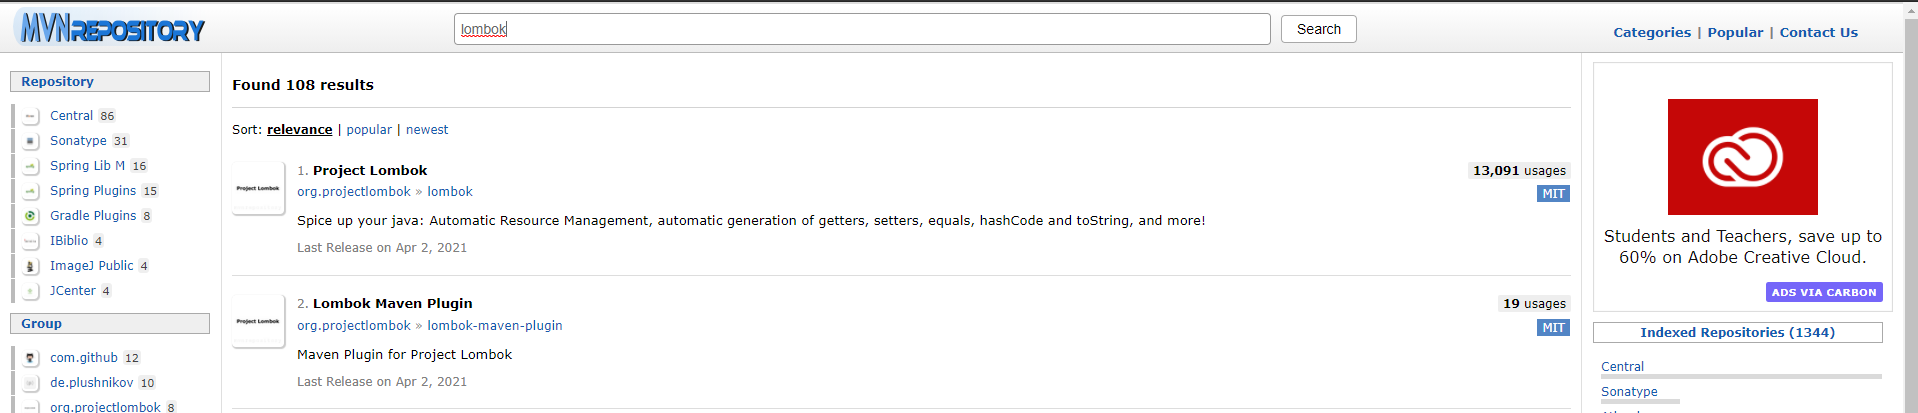 MVNREPOSITORY
lombok
Search
Categories | Popular | Contact Us
Repository
Central 86
Sonatype 31
Spring Lib M 16
Spring Plugins 15
Gradle Plugins 8
IBiblio 4
ImageJ Public 4
JCenter 4
Group
com.github 12
de.plushnikov 10
org.projectlombok 8
Found 108 results
Sort: relevance | popular | newest
Project Lombok
1. Project Lombok
13,091 usages
org.projectlombok » lombok
MIT
Spice up your java: Automatic Resource Management, automatic generation of getters, setters, equals, hashCode and toString, and more!
Last Release on Apr 2, 2021
Project Lombok
2. Lombok Maven Plugin
19 usages
org.projectlombok » lombok-maven-plugin
MIT
Maven Plugin for Project Lombok
Last Release on Apr 2, 2021
Students and Teachers, save up to
60% on Adobe Creative Cloud.
ADS VIA CARBON
Indexed Repositories (1344)
Central
Sonatype